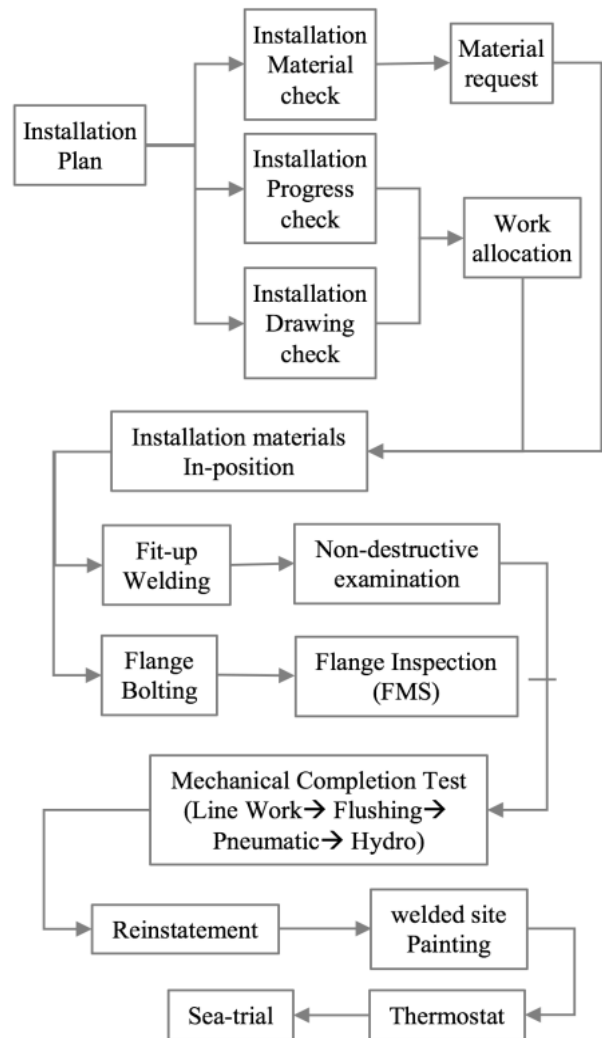 Installation
Material
check
Material
request
Installation
Plan
Installation
Progress
check
Work
allocation
Installation
Drawing
check
Installation materials
In-position
Fit-up
Welding
Non-destructive
examination
Flange
Bolting
Flange Inspection
(FMS)
Mechanical Completion Test
(Line Work→ Flushing→
Pneumatic→ Hydro)
Reinstatement
welded site
Painting
Sea-trial
Thermostat